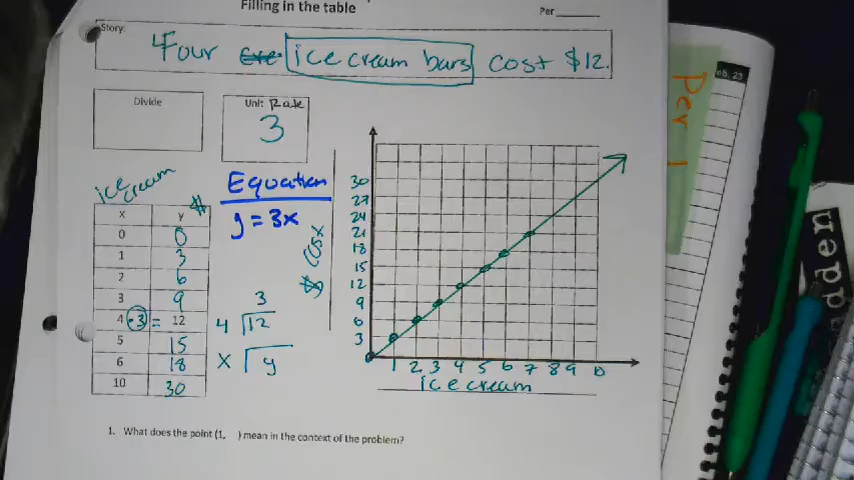 Filling in the table
Per
Story:
4 Four ice cream bars cost $12.
Divide
Unit Rate
3
Equation
y = 3x
ice cream $
x y
0 0
1 3
2 6
3 9
4 ·3 = 12
5 15
6 18
10 30
3
4 12
x y
$ cost
30
27
24
21
18
15
12
9
6
3
1 2 3 4 5 6 7 8 9 10
ice cream
1. What does the point (1, ) mean in the context of the problem?
Per 1
23
dden